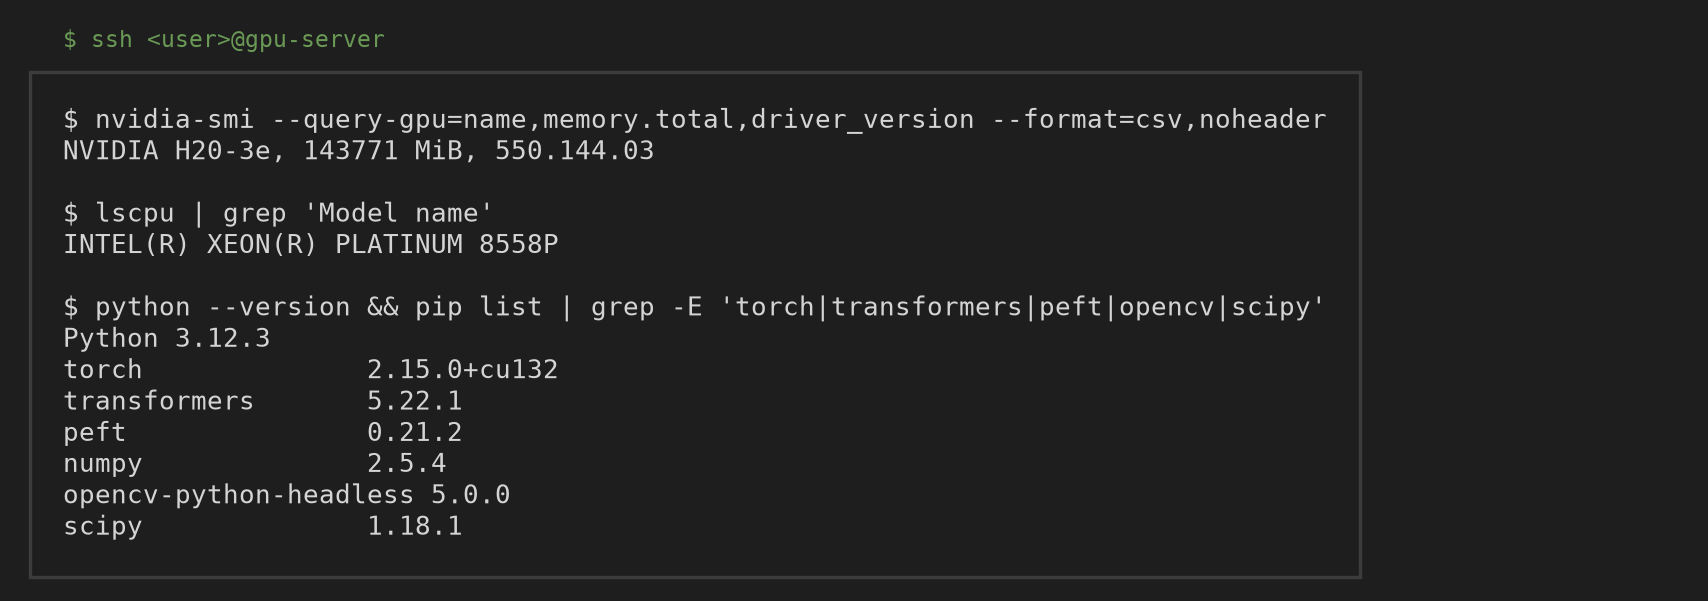 $ ssh <user>@gpu-server
$ nvidia-smi --query-gpu=name,memory.total,driver_version --format=csv,noheader
NVIDIA H20-3e, 143771 MiB, 550.144.03
$ lscpu | grep 'Model name'
INTEL(R) XEON(R) PLATINUM 8558P
$ python --version && pip list | grep -E 'torch|transformers|peft|opencv|scipy'
Python 3.12.3
torch              2.15.0+cu132
transformers       5.22.1
peft               0.21.2
numpy              2.5.4
opencv-python-headless 5.0.0
scipy              1.18.1